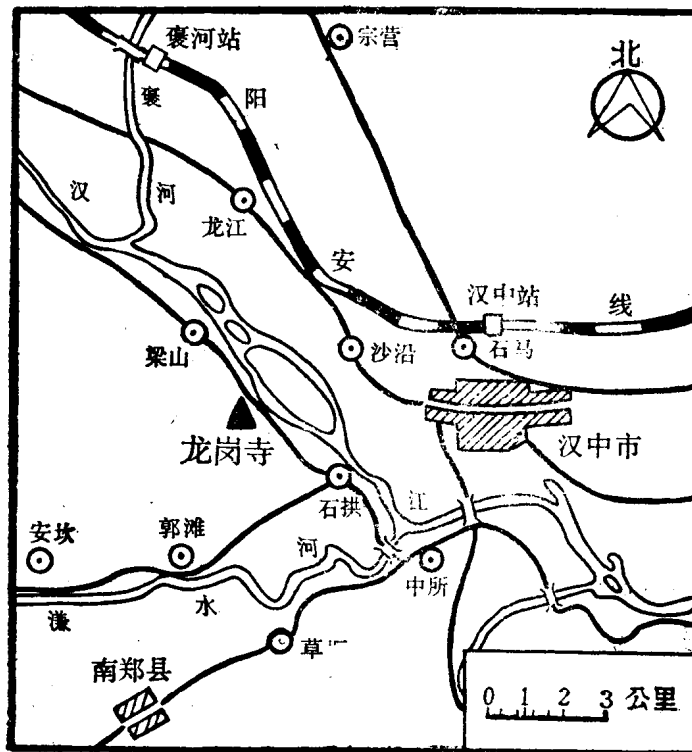 褒河站
宗营
北
褒
阳
汉
河
龙江
安
汉中站
线
梁山
沙沿
石马
龙岗寺
汉中市
石拱
江
安坎
郭滩
河
中所
濂
水
草
南郑县
0 1 2 3 公里